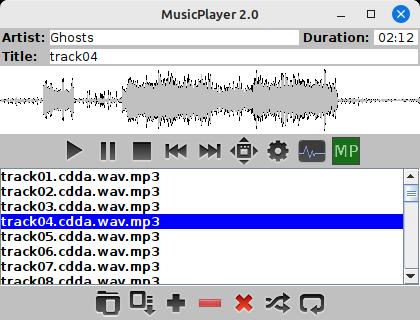 MusicPlayer 2.0
Artist: Ghosts Duration: 02:12
Title: track04
MP
track01.cdda.wav.mp3
track02.cdda.wav.mp3
track03.cdda.wav.mp3
track04.cdda.wav.mp3
track05.cdda.wav.mp3
track06.cdda.wav.mp3
track07.cdda.wav.mp3
track08.cdda.wav.mp3